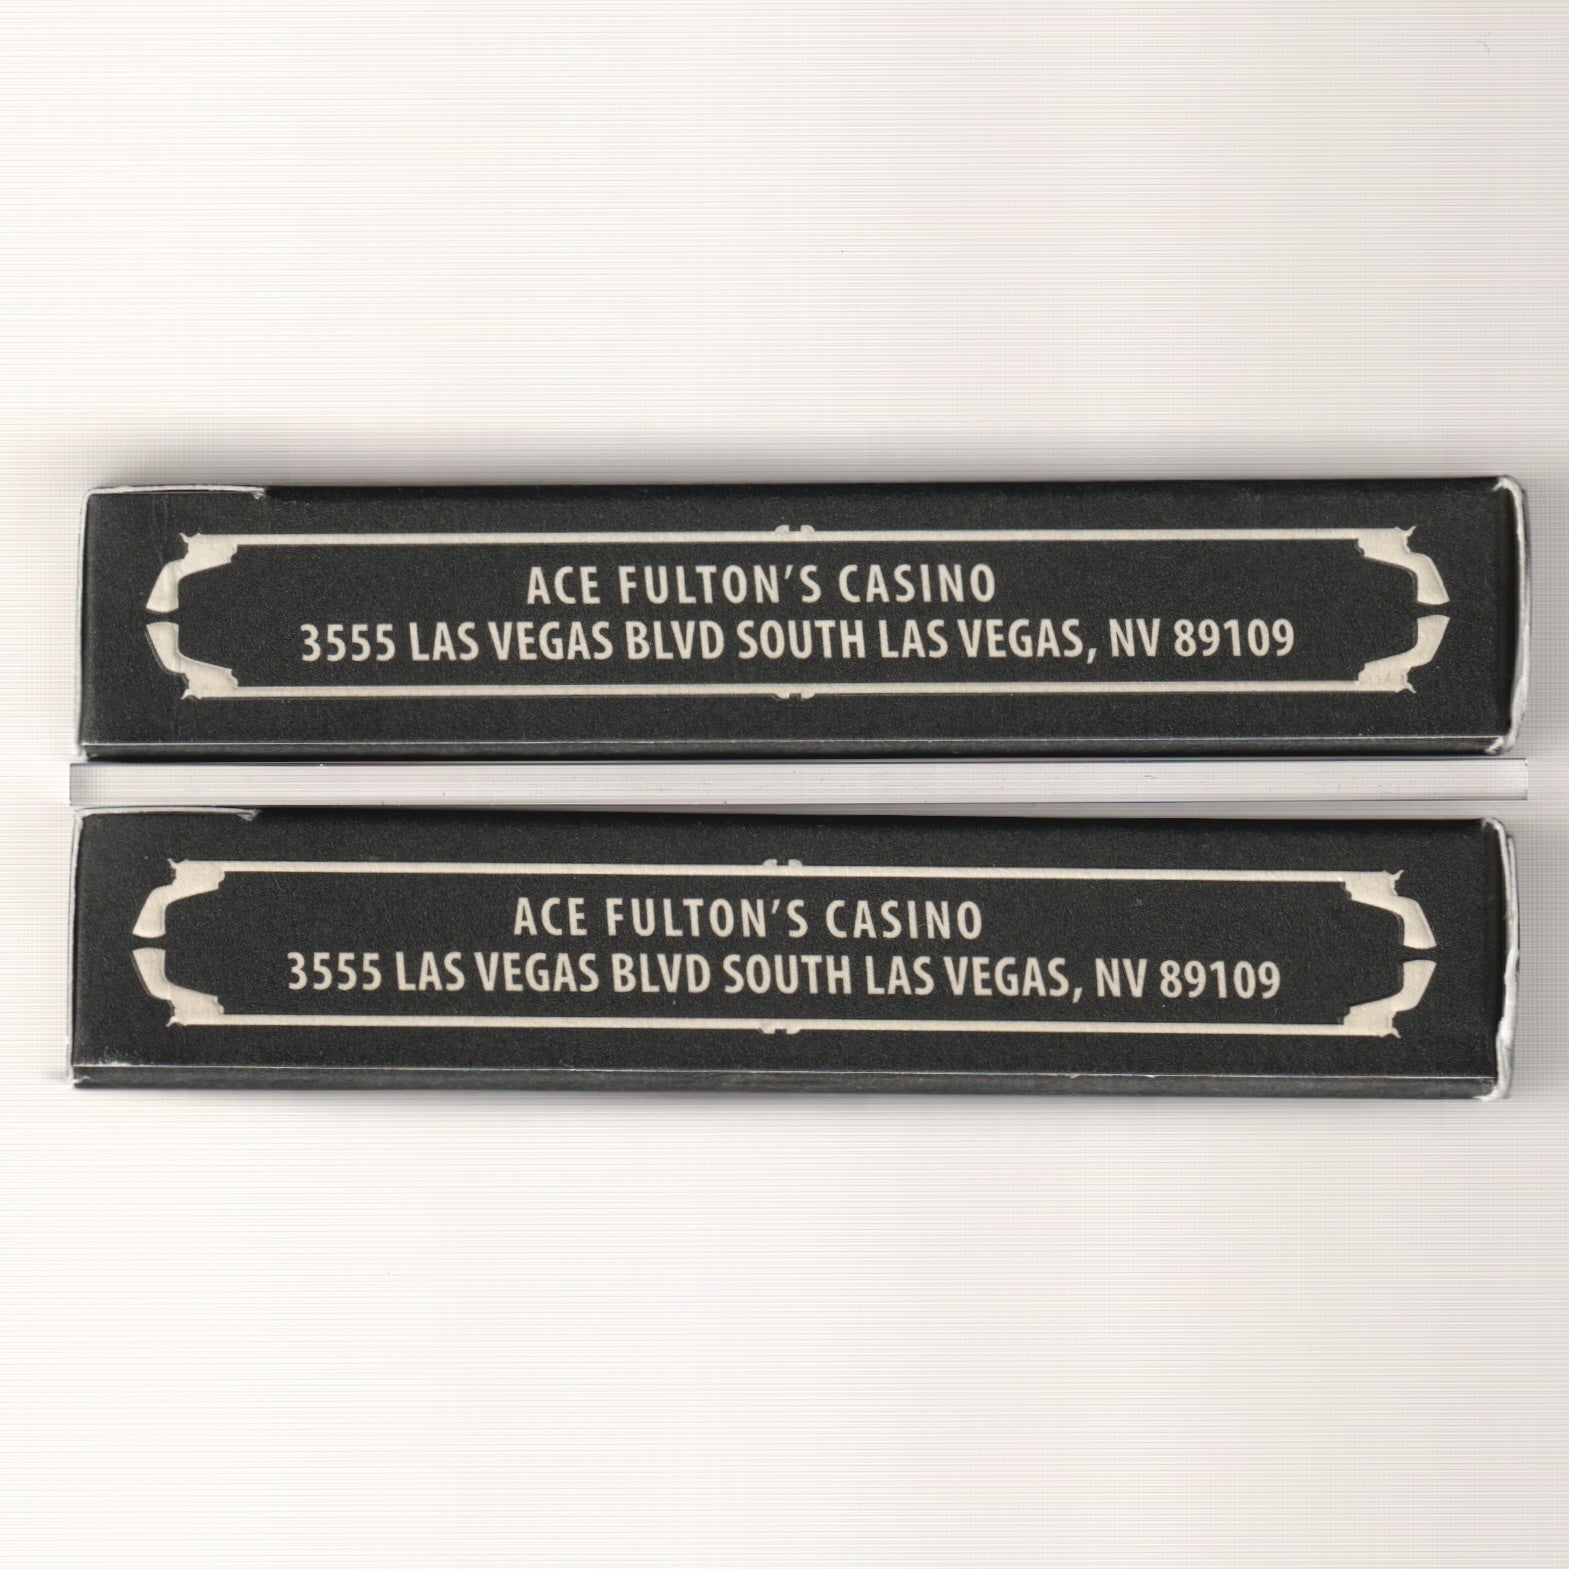 ACE FULTON'S CASINO
3555 LAS VEGAS BLVD SOUTH LAS VEGAS, NV 89109
ACE FULTON'S CASINO
3555 LAS VEGAS BLVD SOUTH LAS VEGAS, NV 89109